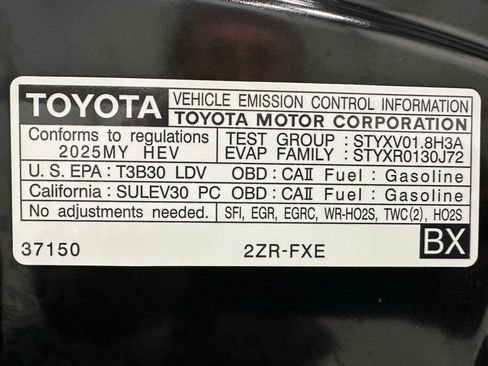 TOYOTA VEHICLE EMISSION CONTROL INFORMATION
TOYOTA MOTOR CORPORATION
Conforms to regulations TEST GROUP : STYXV01.8H3A
2025MY HEV EVAP FAMILY : STYXR0130J72
U.S. EPA : T3B30 LDV OBD : CAII Fuel : Gasoline
California : SULEV30 PC OBD : CAII Fuel : Gasoline
No adjustments needed. SFI, EGR, EGRC, WR-HO2S, TWC(2), HO2S
37150 2ZR-FXE BX